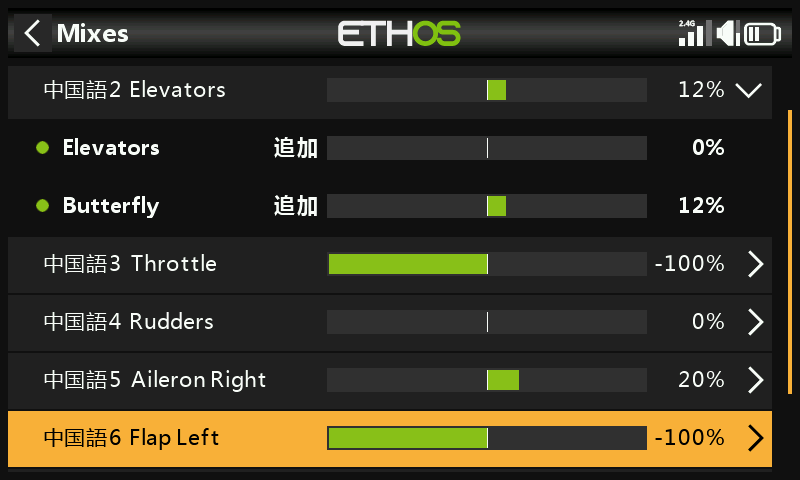 Mixes ETHOS 2.4G
中国語2 Elevators 12%
Elevators 追加 0%
Butterfly 追加 12%
中国語3 Throttle -100%
中国語4 Rudders 0%
中国語5 Aileron Right 20%
中国語6 Flap Left -100%